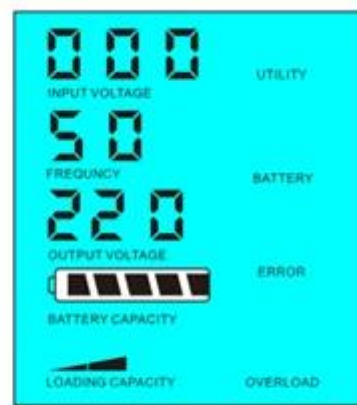 000
UTILITY
INPUT VOLTAGE
50
FREQUNCY
BATTERY
220
OUTPUT VOLTAGE
ERROR
BATTERY CAPACITY
LOADING CAPACITY
OVERLOAD